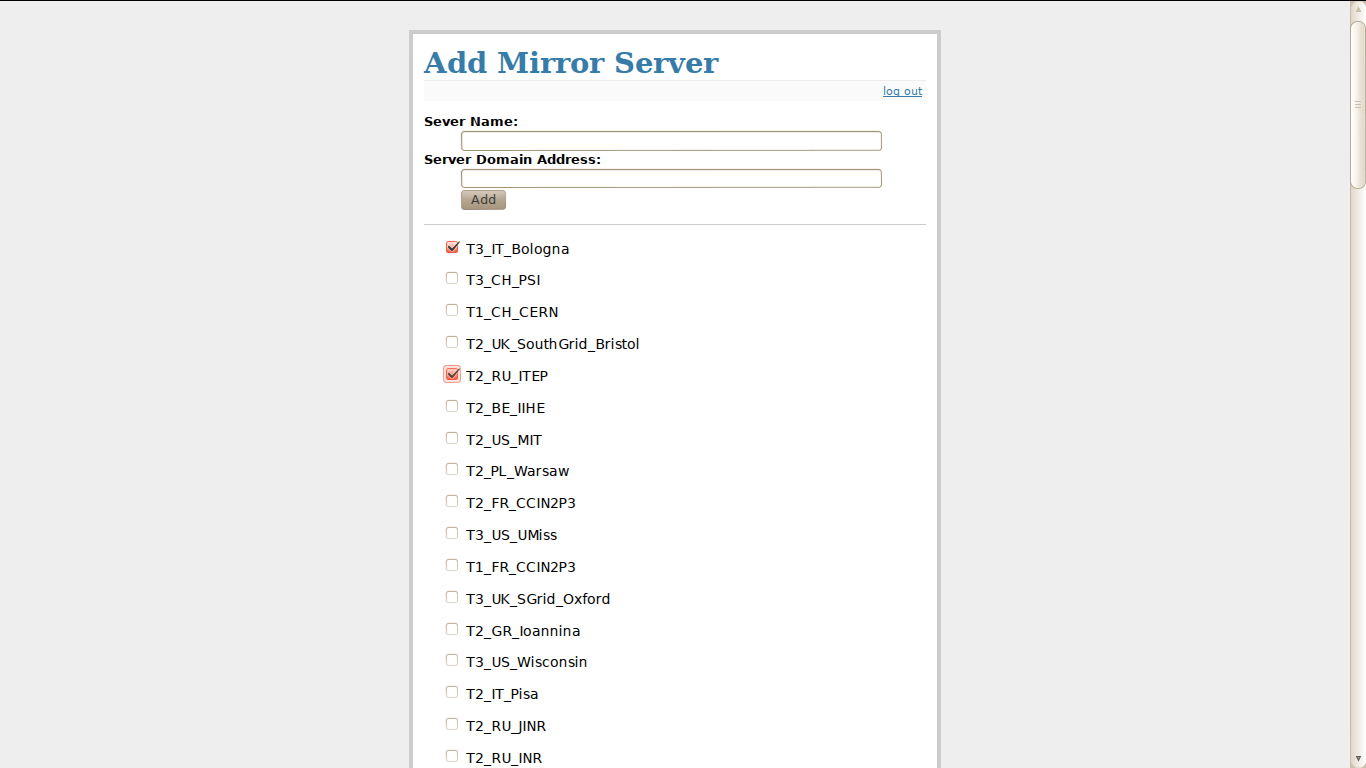 Add Mirror Server
log out
Sever Name:
Server Domain Address:
Add
T3_IT_Bologna
T3_CH_PSI
T1_CH_CERN
T2_UK_SouthGrid_Bristol
T2_RU_ITEP
T2_BE_IIHE
T2_US_MIT
T2_PL_Warsaw
T2_FR_CCIN2P3
T3_US_UMiss
T1_FR_CCIN2P3
T3_UK_SGrid_Oxford
T2_GR_Ioannina
T3_US_Wisconsin
T2_IT_Pisa
T2_RU_JINR
T2_RU_INR